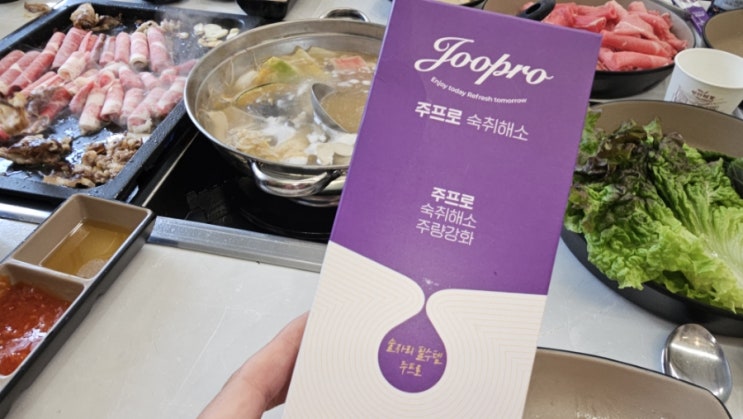 Joopro
Enjoy today Refresh tomorrow
주프로 숙취해소
주프로
숙취해소
주량강화
술자리 필수템
주프로